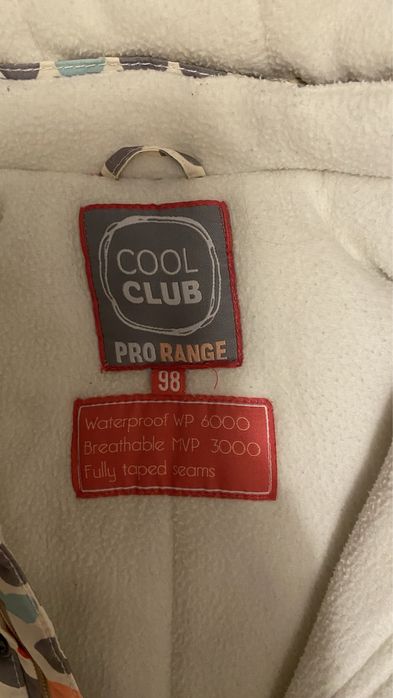 COOL
CLUB
PRO RANGE
98
Waterproof WP 6000
Breathable MVP 3000
Fully taped seams